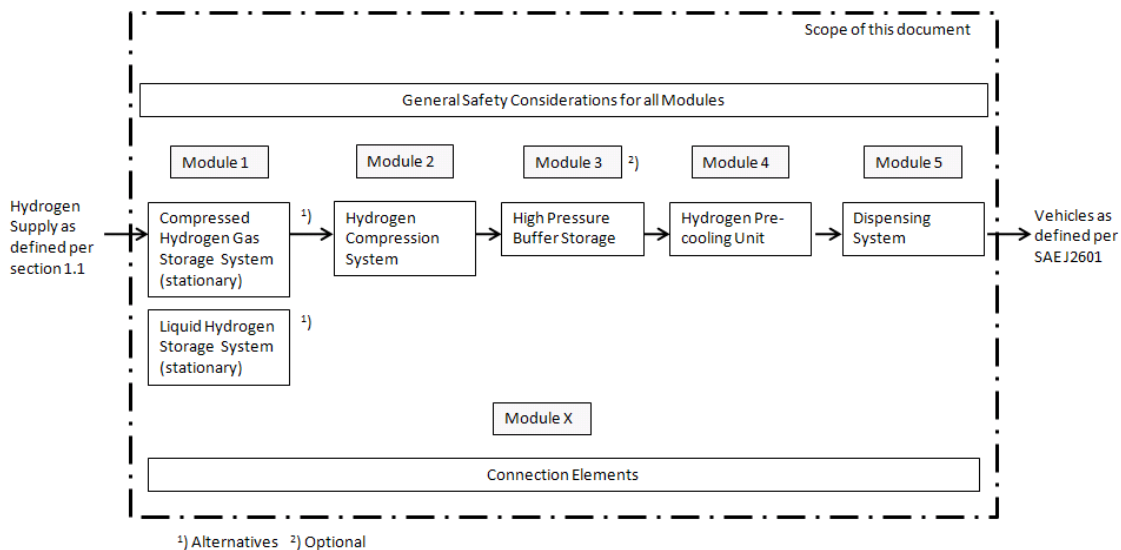 Scope of this document
General Safety Considerations for all Modules
Module 1
Module 2
Module 3
²)
Module 4
Module 5
Hydrogen
Supply as
defined per
section 1.1
Compressed
Hydrogen Gas
Storage System
(stationary)
¹)
Hydrogen
Compression
System
High Pressure
Buffer Storage
Hydrogen Pre-
cooling Unit
Dispensing
System
Vehicles as
defined per
SAE J2601
Liquid Hydrogen
Storage System
(stationary)
¹)
Module X
Connection Elements
¹) Alternatives ²) Optional